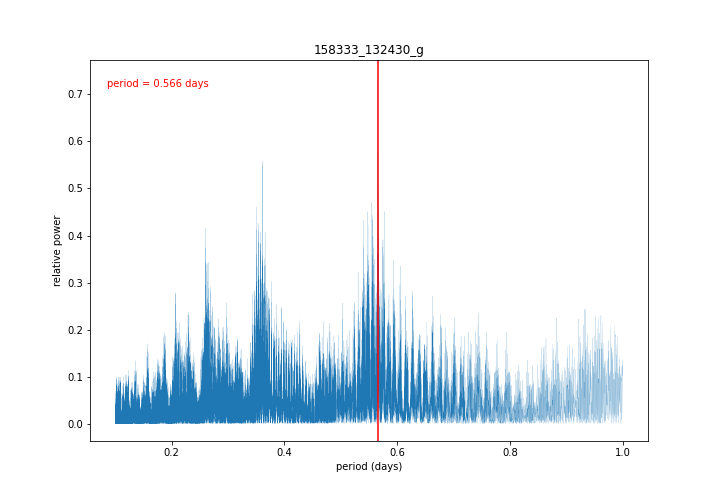 158333_132430_g
period = 0.566 days
relative power
0.7
0.6
0.5
0.4
0.3
0.2
0.1
0.0
0.2 0.4 0.6 0.8 1.0
period (days)